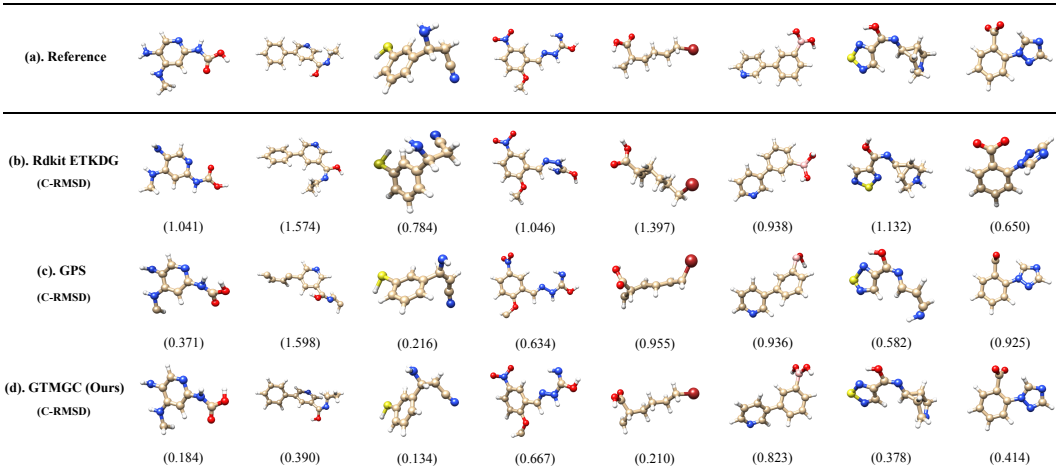 (a). Reference
(b). Rdkit ETKDG
(C-RMSD)
(1.041) (1.574) (0.784) (1.046) (1.397) (0.938) (1.132) (0.650)
(c). GPS
(C-RMSD)
(0.371) (1.598) (0.216) (0.634) (0.955) (0.936) (0.582) (0.925)
(d). GTMGC (Ours)
(C-RMSD)
(0.184) (0.390) (0.134) (0.667) (0.210) (0.823) (0.378) (0.414)